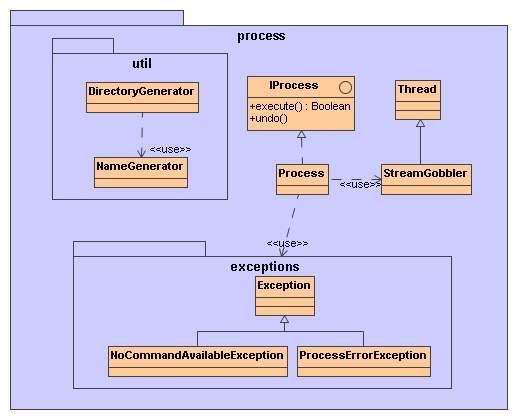 process
util
DirectoryGenerator
<<use>>
NameGenerator
IProcess
+execute() : Boolean
+undo()
Thread
Process
<<use>>
StreamGobbler
<<use>>
exceptions
Exception
NoCommandAvailableException
ProcessErrorException